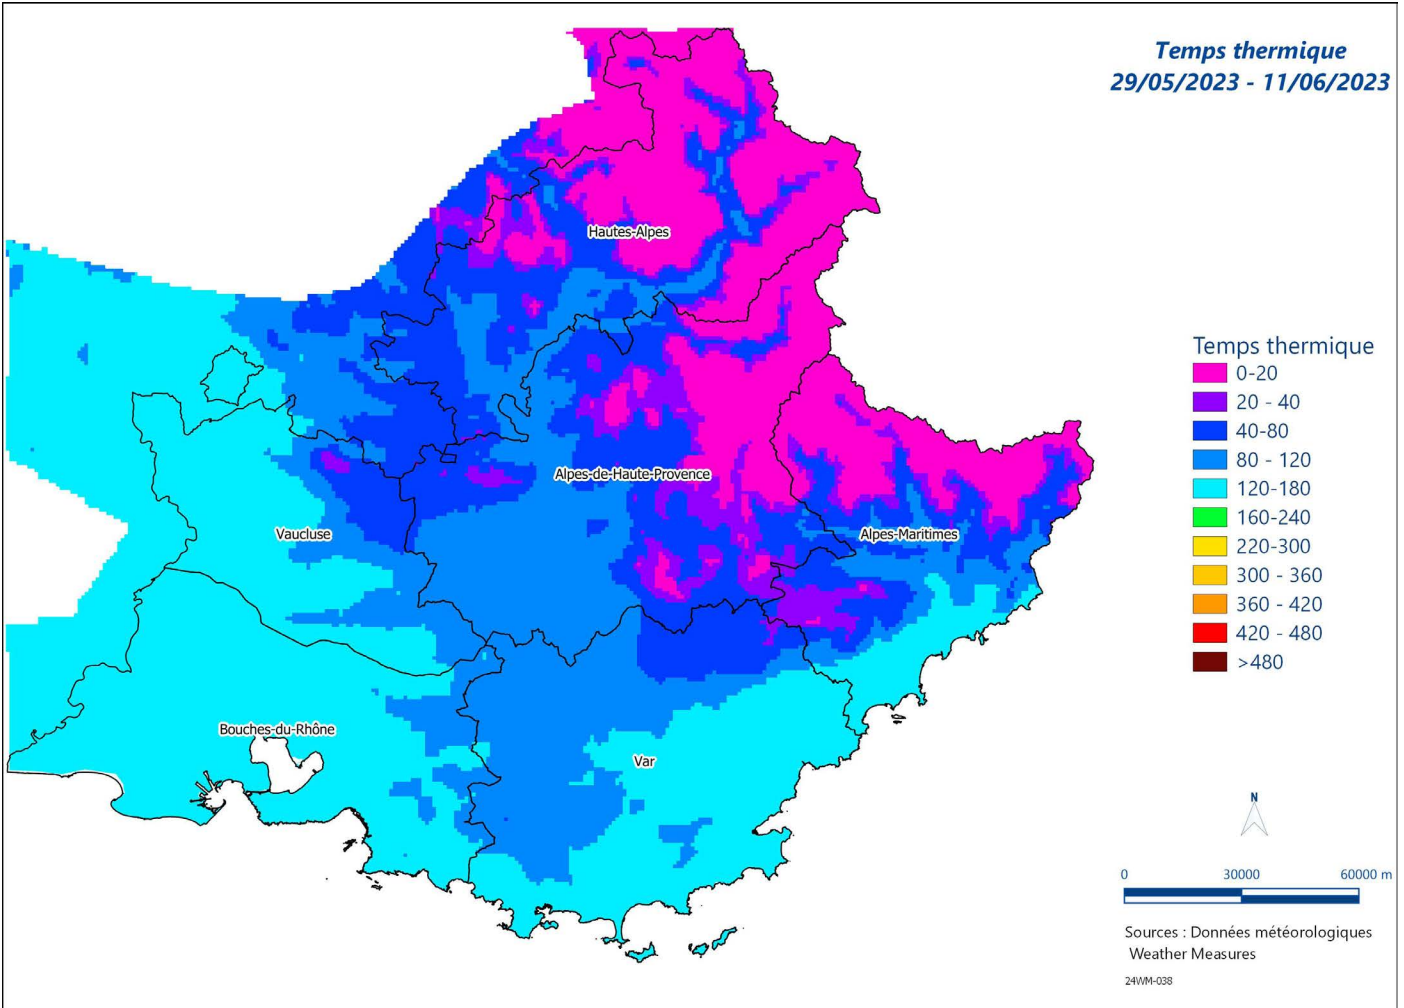 Temps thermique
29/05/2023 - 11/06/2023
Hautes-Alpes
Alpes-de-Haute-Provence
Vaucluse
Alpes-Maritimes
Bouches-du-Rhône
Var
Temps thermique
0-20
20 - 40
40-80
80 - 120
120-180
160-240
220-300
300 - 360
360 - 420
420 - 480
>480
N
0 30000 60000 m
Sources : Données météorologiques
Weather Measures
24WM-038